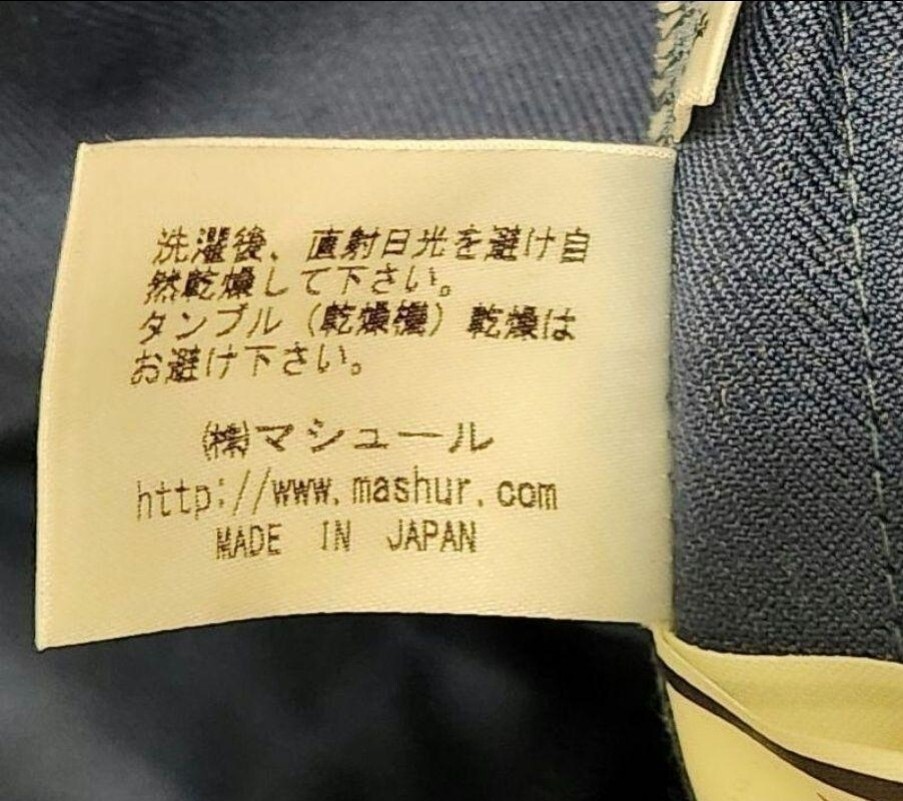 洗濯後、直射日光を避け自
然乾燥して下さい。
タンブル（乾燥機）乾燥は
お避け下さい。
㈱マシュール
http://www.mashur.com
MADE IN JAPAN